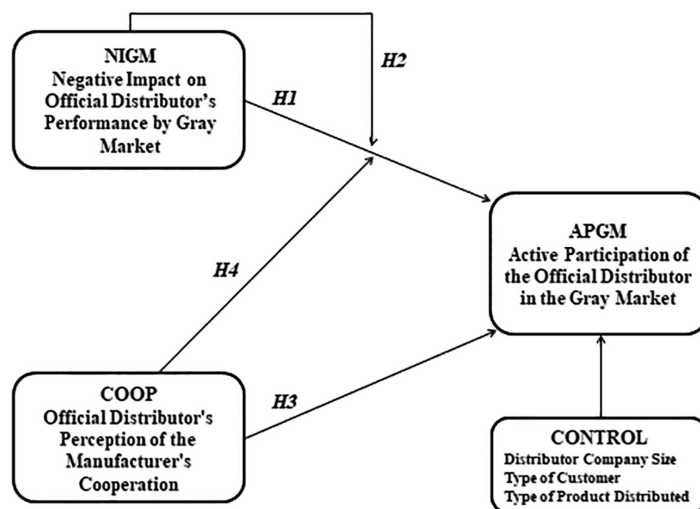 NIGM
Negative Impact on
Official Distributor's
Performance by Gray
Market
H2
H1
APGM
Active Participation of
the Official Distributor
in the Gray Market
H4
COOP
Official Distributor's
Perception of the
Manufacturer's
Cooperation
H3
CONTROL
Distributor Company Size
Type of Customer
Type of Product Distributed